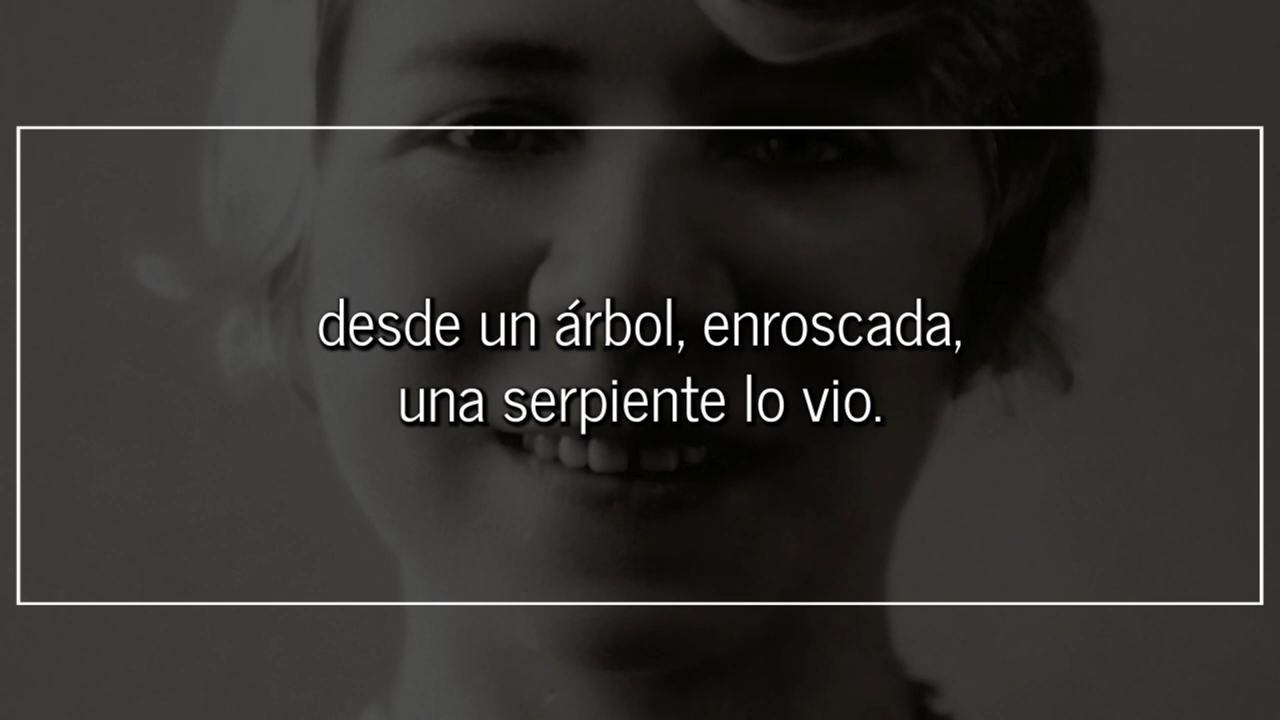 desde un árbol, enroscada,
una serpiente lo vio.